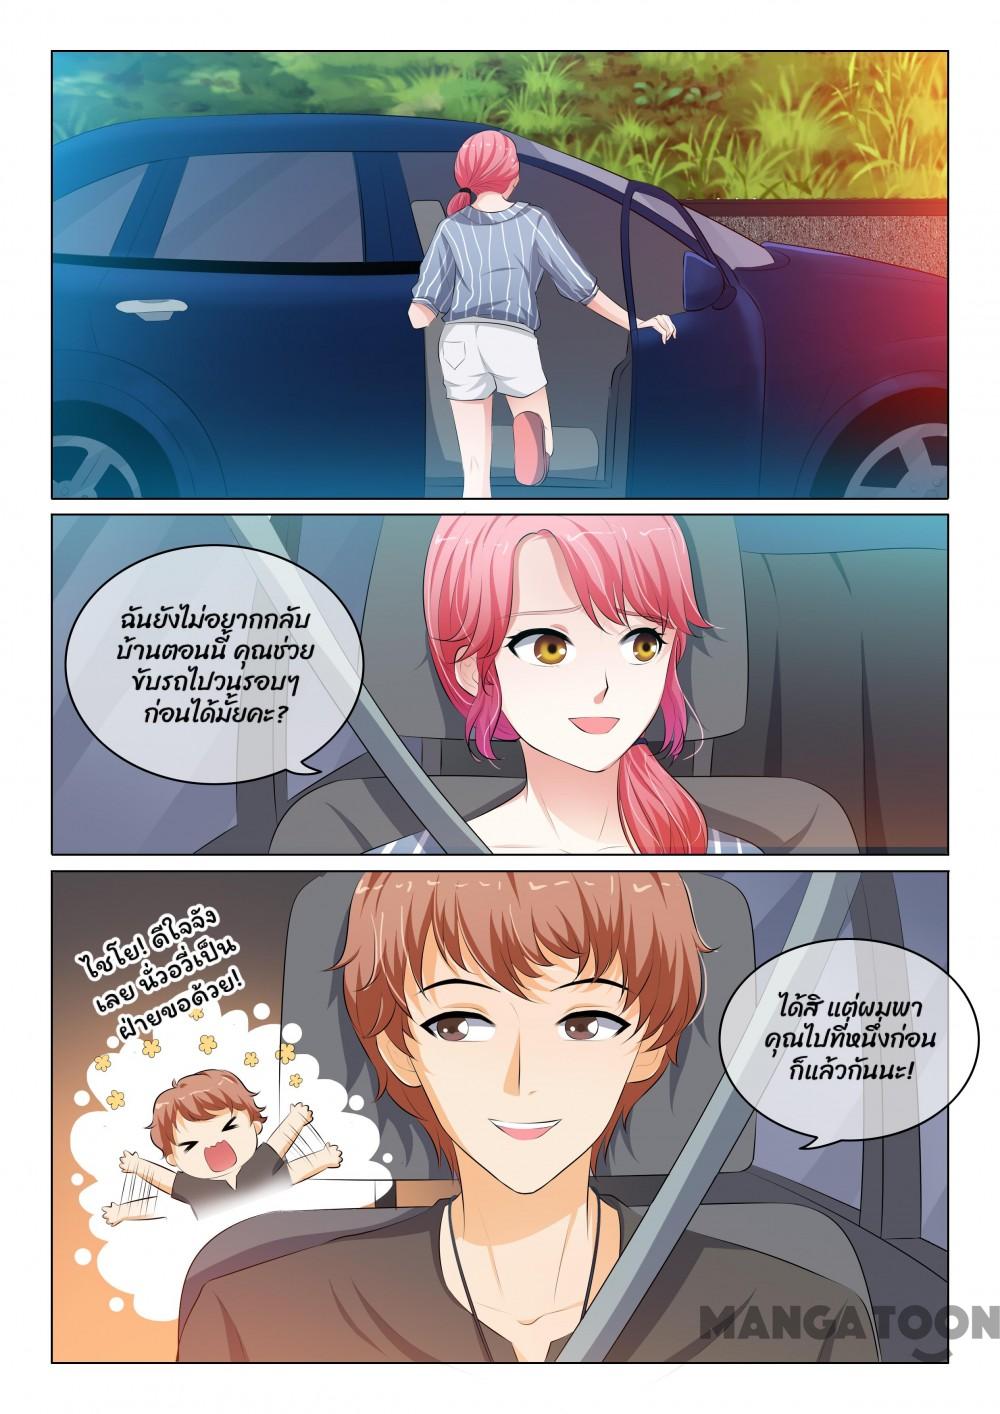 ฉันยังไม่อยากกลับ
บ้านตอนนี้ คุณช่วย
ขับรถไปวนรอบๆ
ก่อนได้มั้ยคะ?
ไชโย! ดีใจจัง
เลย นั่วอวี่เป็น
ฝ่ายขอด้วย!
ได้สิ แต่ผมพา
คุณไปที่หนึ่งก่อน
ก็แล้วกันนะ!
MANGATOON